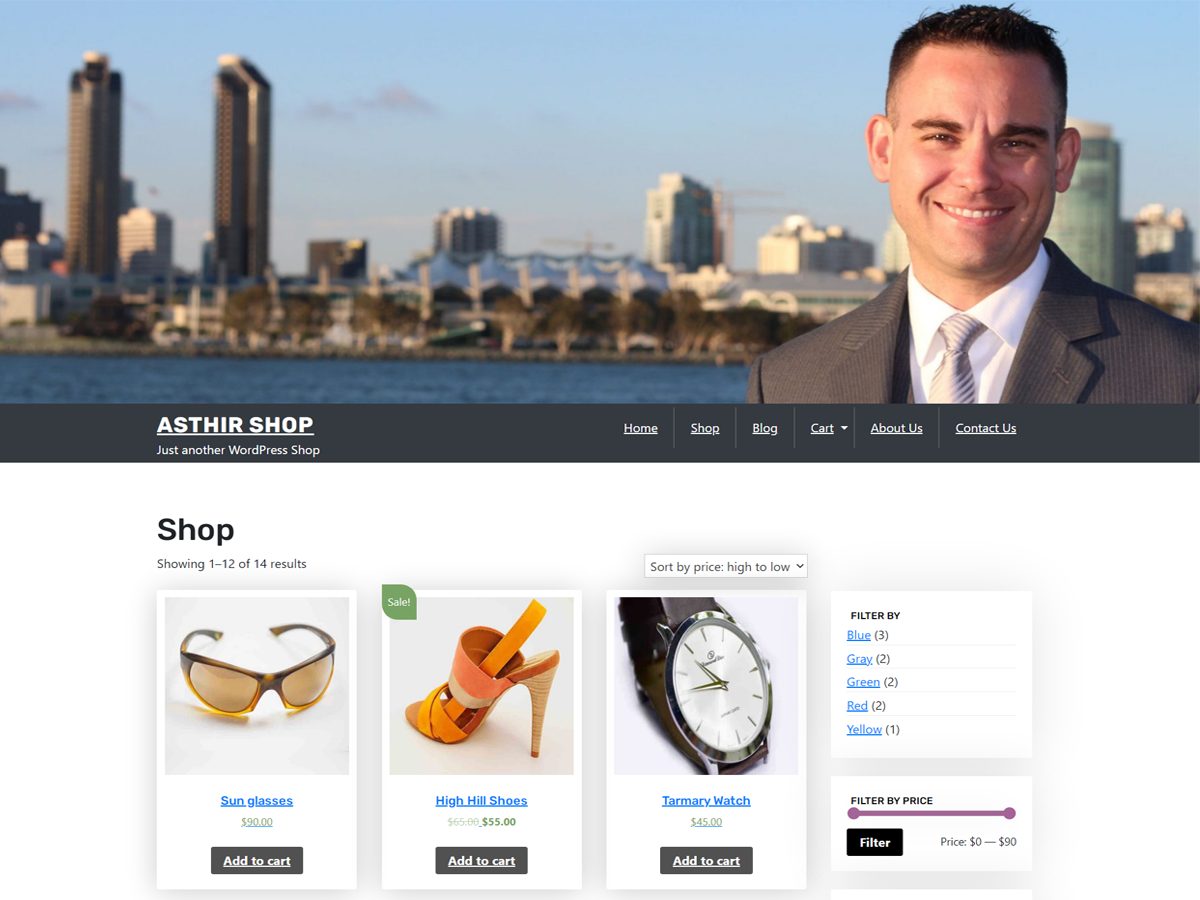 ASTHIR SHOP
Just another WordPress Shop
Home
Shop
Blog
Cart
About Us
Contact Us
Shop
Showing 1–12 of 14 results
Sort by price: high to low
Sale!
Sun glasses
$90.00
Add to cart
High Hill Shoes
$65.00 $55.00
Add to cart
Tarmary Watch
$45.00
Add to cart
FILTER BY
Blue (3)
Gray (2)
Green (2)
Red (2)
Yellow (1)
FILTER BY PRICE
Filter
Price: $0 — $90